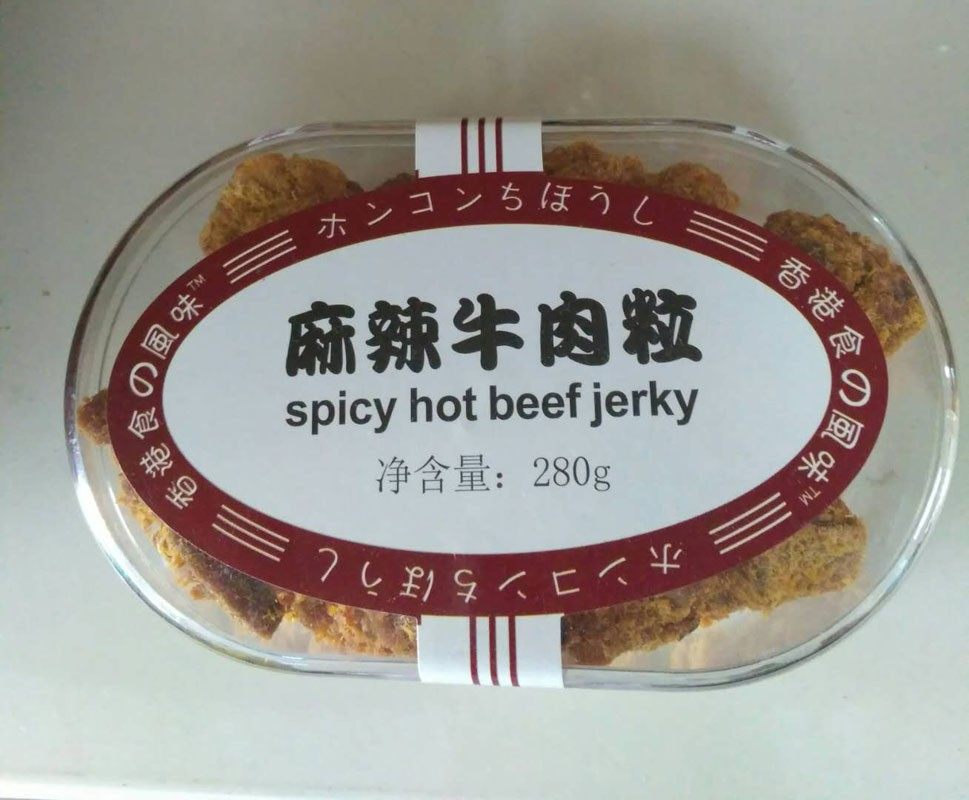 ホンコンちほうし
香港食の風味™
香港食の風味™
麻辣牛肉粒
spicy hot beef jerky
净含量：280g
ホンコンちほうし